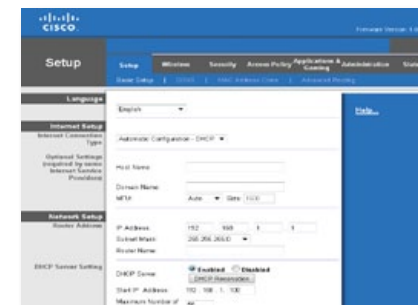 CISCO
Firmware Version: 1.0
Setup
Setup Wireless Security Access Policy Applications & Gaming Administration
Basic Setup | DDNS | MAC Address Clone | Advanced Routing
Language
English
Help...
Internet Setup
Internet Connection Type
Automatic Configuration - DHCP
Optional Settings (required by some Internet Service Providers)
Host Name:
Domain Name:
MTU: Auto Size: 1500
Network Setup
Router Address
IP Address: 192 . 168 . 1 . 1
Subnet Mask: 255.255.255.0
Router Name:
DHCP Server Setting
DHCP Server: Enabled Disabled
DHCP Reservation
Start IP Address: 192 . 168 . 1 . 100
Maximum Number of